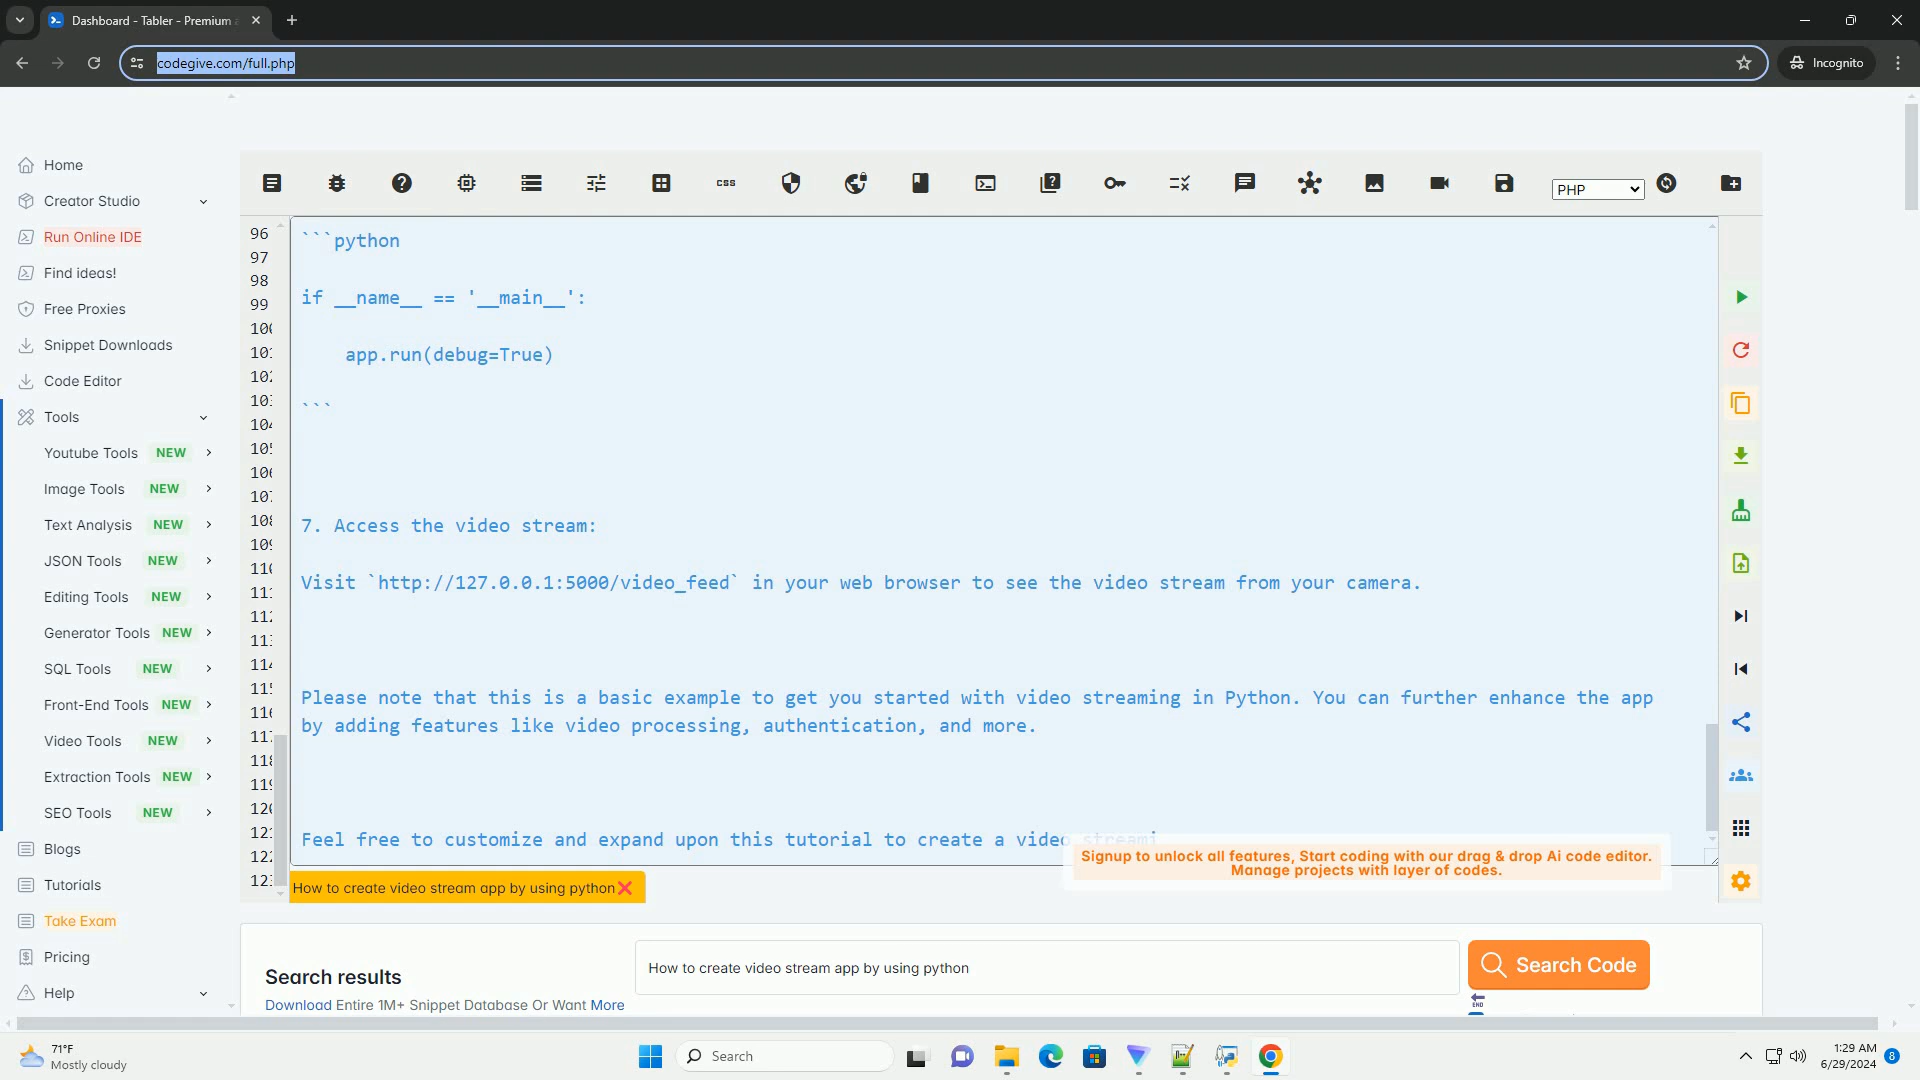 Dashboard - Tabler - Premium
codegive.com/full.php
Incognito
Home
Creator Studio
Run Online IDE
Find ideas!
Free Proxies
Snippet Downloads
Code Editor
Tools
Youtube Tools NEW
Image Tools NEW
Text Analysis NEW
JSON Tools NEW
Editing Tools NEW
Generator Tools NEW
SQL Tools NEW
Front-End Tools NEW
Video Tools NEW
Extraction Tools NEW
SEO Tools NEW
Blogs
Tutorials
Take Exam
Pricing
Help
css
PHP
96
97
98
99
```python
if __name__ == '__main__':
app.run(debug=True)
```
7. Access the video stream:
Visit `http://127.0.0.1:5000/video_feed` in your web browser to see the video stream from your camera.
Please note that this is a basic example to get you started with video streaming in Python. You can further enhance the app
by adding features like video processing, authentication, and more.
Feel free to customize and expand upon this tutorial to create a video streami
Signup to unlock all features, Start coding with our drag & drop Ai code editor.
Manage projects with layer of codes.
How to create video stream app by using python
Search results
Download Entire 1M+ Snippet Database Or Want More
How to create video stream app by using python
Search Code
END
71°F
Mostly cloudy
Search
1:29 AM
6/29/2024
8